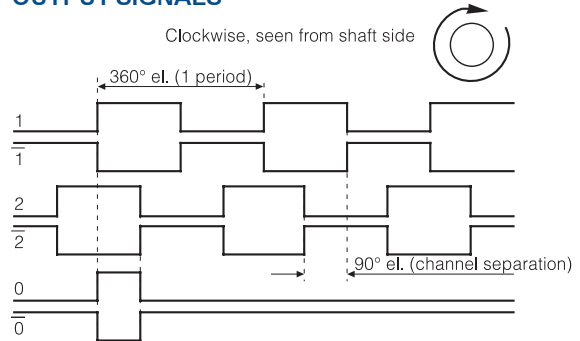 OUTPUT SIGNALS
Clockwise, seen from shaft side
360° el. (1 period)
1
1̅
2
2̅
90° el. (channel separation)
0
0̅